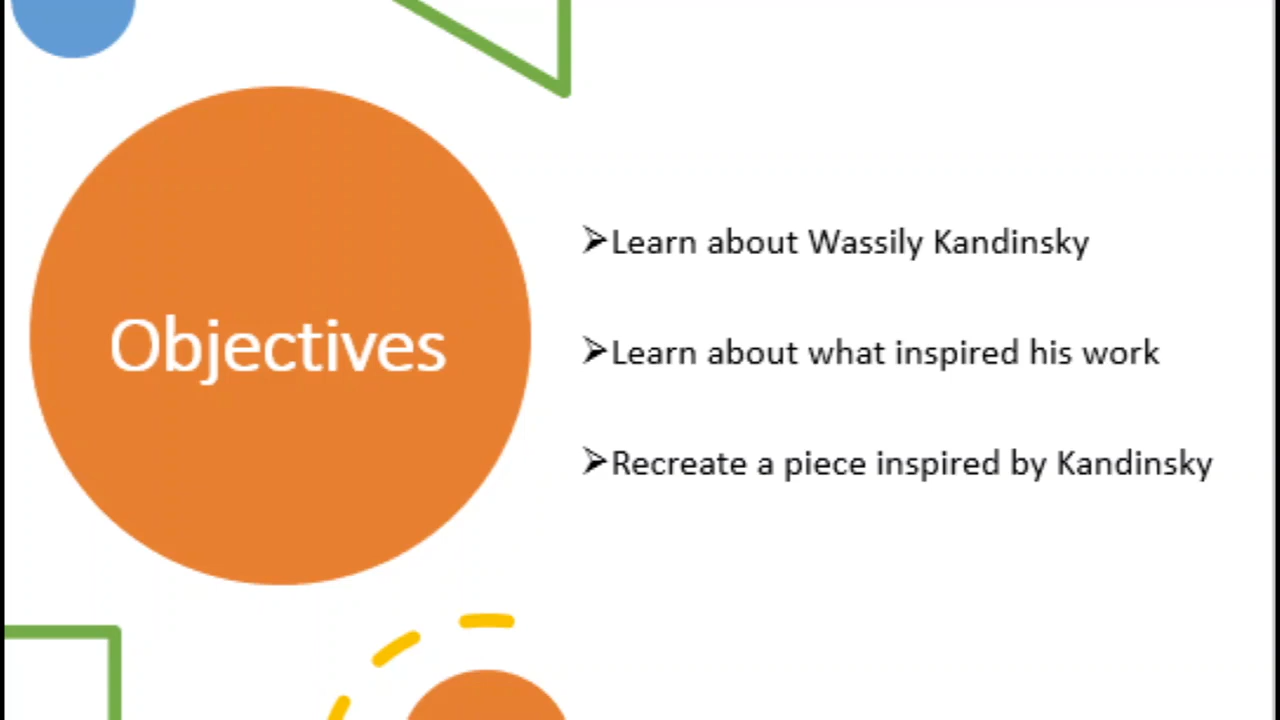 Objectives
➢Learn about Wassily Kandinsky
➢Learn about what inspired his work
➢Recreate a piece inspired by Kandinsky